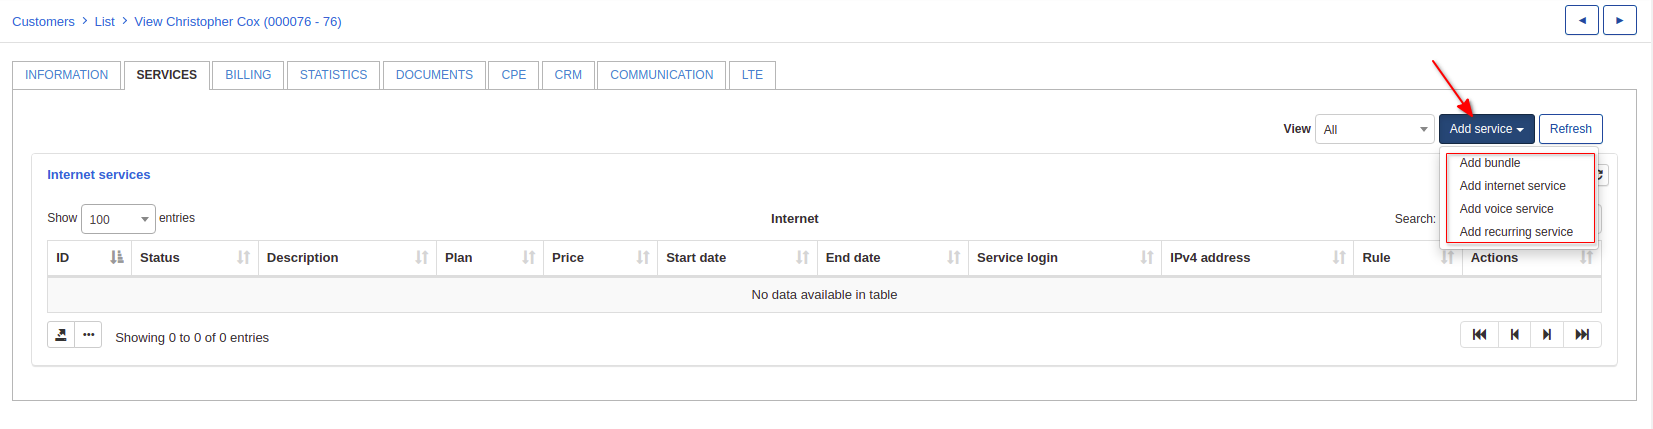 Customers > List > View Christopher Cox (000076 - 76)
INFORMATION SERVICES BILLING STATISTICS DOCUMENTS CPE CRM COMMUNICATION LTE
View All Add service Refresh
Add bundle
Add internet service
Add voice service
Add recurring service
Internet services
Show 100 entries Internet Search:
ID Status Description Plan Price Start date End date Service login IPv4 address Rule Actions
No data available in table
Showing 0 to 0 of 0 entries